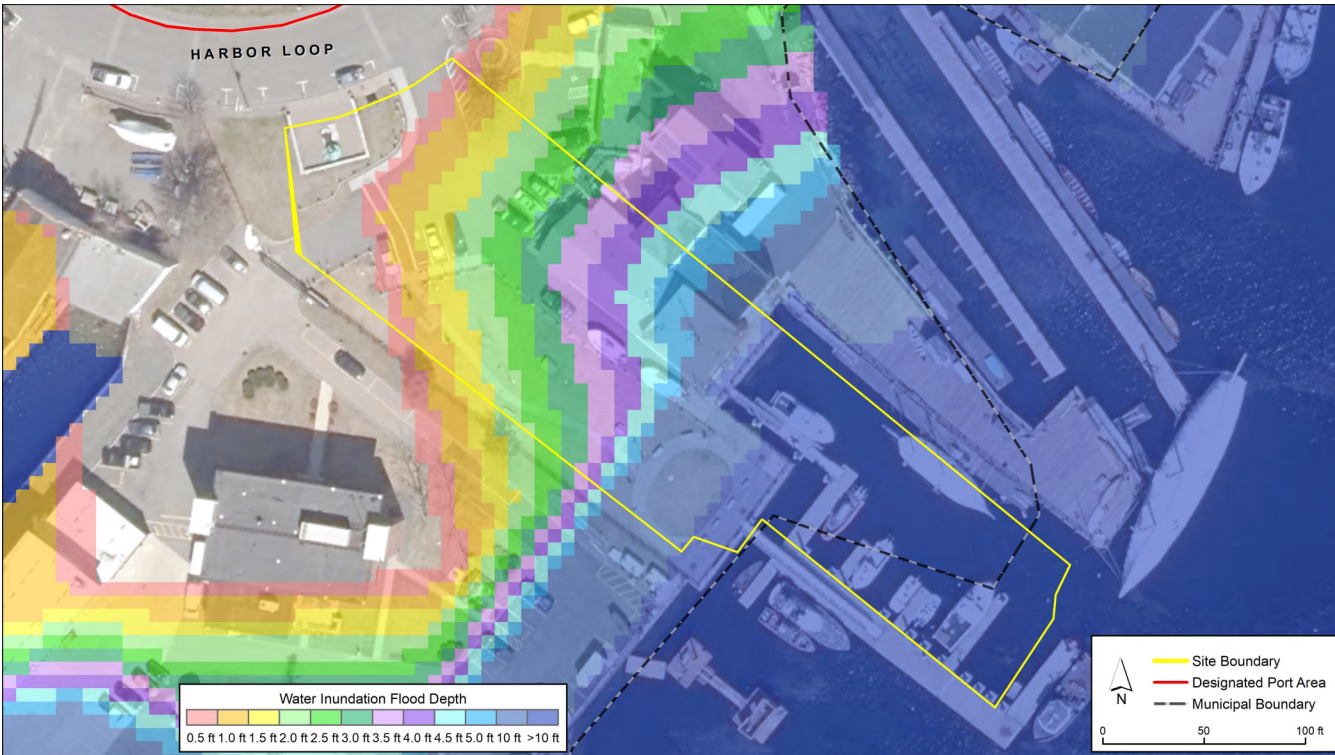 HARBOR LOOP
Water Inundation Flood Depth
0.5 ft 1.0 ft 1.5 ft 2.0 ft 2.5 ft 3.0 ft 3.5 ft 4.0 ft 4.5 ft 5.0 ft 10 ft >10 ft
N
Site Boundary
Designated Port Area
Municipal Boundary
0 50 100 ft